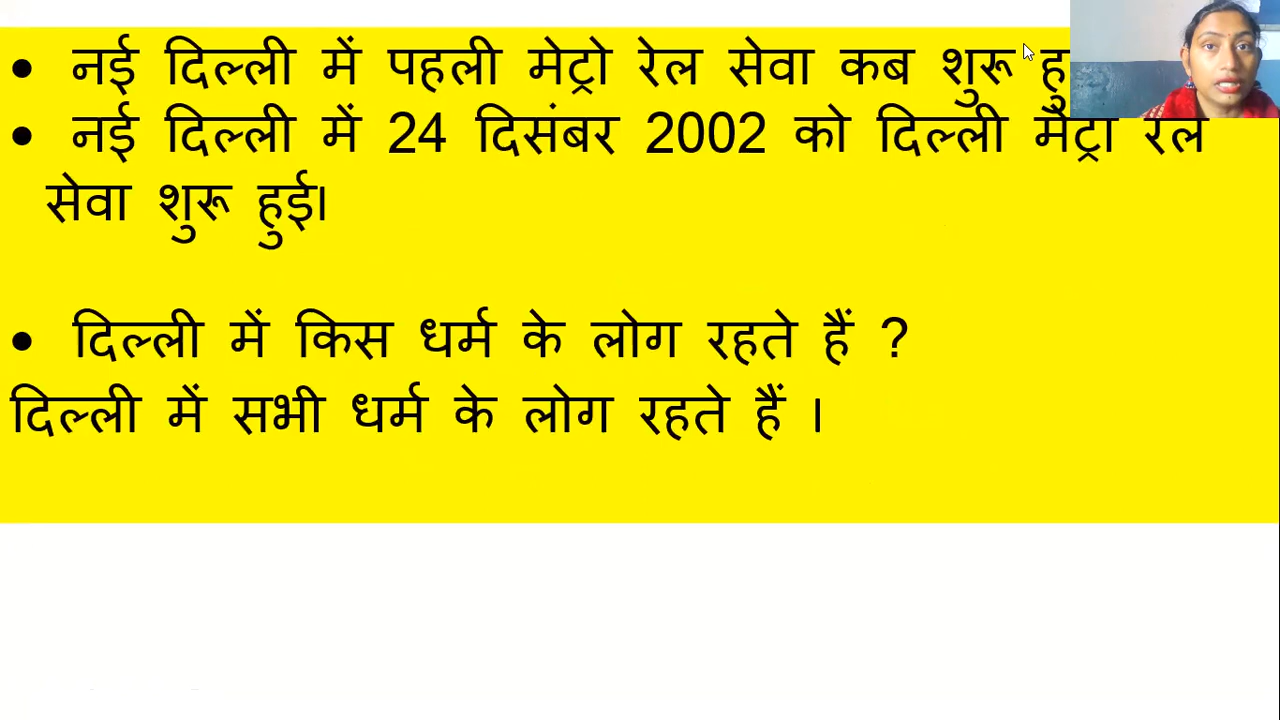 • नई दिल्ली में पहली मेट्रो रेल सेवा कब शुरू
• नई दिल्ली में 24 दिसंबर 2002 को दिल्ली मैट्रो रेल
सेवा शुरू हुई।
• दिल्ली में किस धर्म के लोग रहते हैं ?
दिल्ली में सभी धर्म के लोग रहते हैं ।